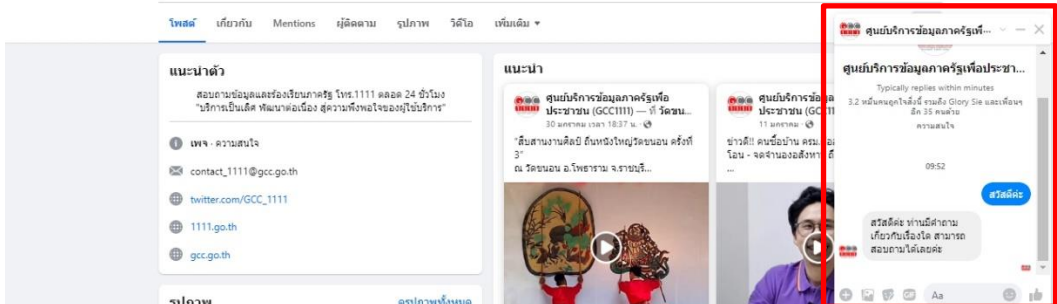 โพสต์ เกี่ยวกับ Mentions ผู้ติดตาม รูปภาพ วิดีโอ เพิ่มเติม
แนะนำตัว
สอบถามข้อมูลและร้องเรียนภาครัฐ โทร.1111 ตลอด 24 ชั่วโมง
"บริการเป็นเลิศ พัฒนาต่อเนื่อง สู่ความพึงพอใจของผู้ใช้บริการ"
เพจ · ความสนใจ
contact_1111@gcc.go.th
twitter.com/GCC_1111
1111.go.th
gcc.go.th
รูปภาพ ดูรูปภาพทั้งหมด
แนะนำ
ศูนย์บริการข้อมูลภาครัฐเพื่อ
ประชาชน (GCC1111) — ที่ วัดขน...
30 มกราคม เวลา 18:37 น. ·
"สืบสานงานศิลป์ ถิ่นหนังใหญ่วัดขนอน ครั้งที่
3"
ณ วัดขนอน อ.โพธาราม จ.ราชบุรี...
ศูนย์บริการข้อมูล
ประชาชน (GC
11 มกราคม ·
ข่าวดี!! คนซื้อบ้าน ครม.
โอน - จดจำนองอสังหา
...
ศูนย์บริการข้อมูลภาครัฐเพื่...
ศูนย์บริการข้อมูลภาครัฐเพื่อประชา...
Typically replies within minutes
3.2 หมื่นคนถูกใจสิ่งนี้ รวมถึง Glory Sie และเพื่อนๆ
อีก 35 คนด้วย
ความสนใจ
09:52
สวัสดีค่ะ
สวัสดีค่ะ ท่านมีคำถาม
เกี่ยวกับเรื่องใด สามารถ
สอบถามได้เลยค่ะ
Aa